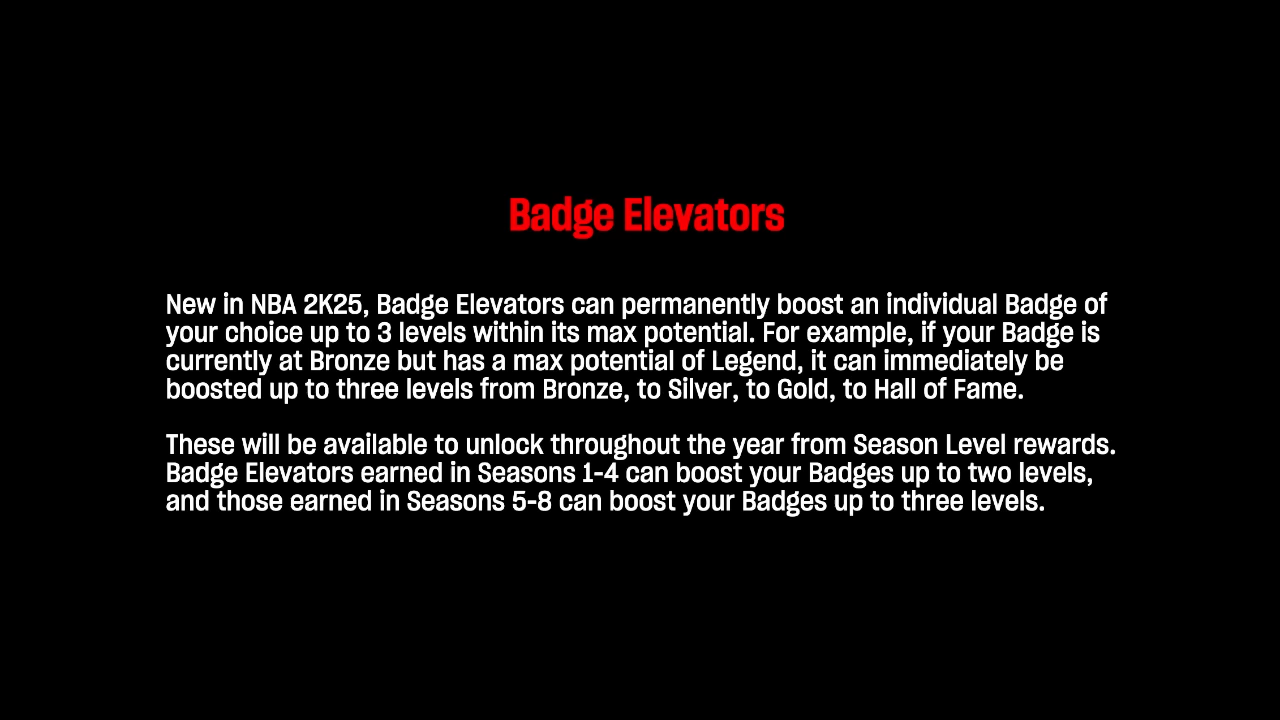 Badge Elevators
New in NBA 2K25, Badge Elevators can permanently boost an individual Badge of
your choice up to 3 levels within its max potential. For example, if your Badge is
currently at Bronze but has a max potential of Legend, it can immediately be
boosted up to three levels from Bronze, to Silver, to Gold, to Hall of Fame.
These will be available to unlock throughout the year from Season Level rewards.
Badge Elevators earned in Seasons 1-4 can boost your Badges up to two levels,
and those earned in Seasons 5-8 can boost your Badges up to three levels.